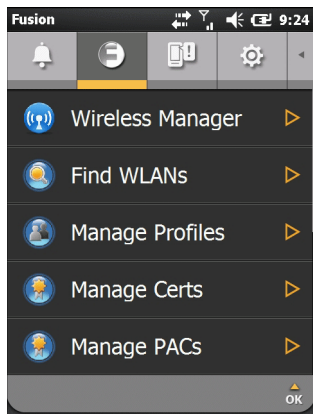 Fusion 9:24
Wireless Manager
Find WLANs
Manage Profiles
Manage Certs
Manage PACs
OK